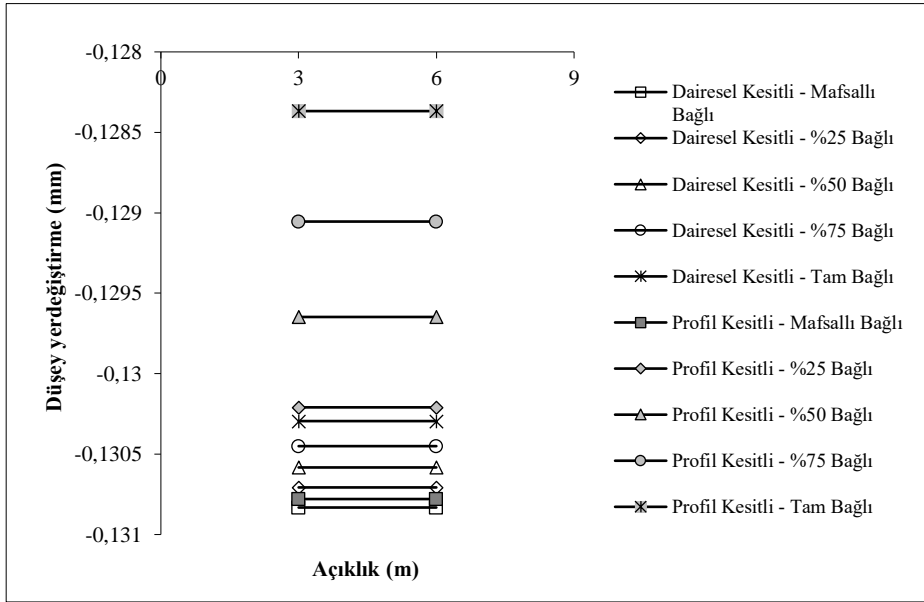 -0,128
-0,1285
-0,129
-0,1295
-0,13
-0,1305
-0,131
0
3
6
9
Düşey yerdeğiştirme (mm)
Açıklık (m)
Dairesel Kesitli - Mafsallı
Bağlı
Dairesel Kesitli - %25 Bağlı
Dairesel Kesitli - %50 Bağlı
Dairesel Kesitli - %75 Bağlı
Dairesel Kesitli - Tam Bağlı
Profil Kesitli - Mafsallı Bağlı
Profil Kesitli - %25 Bağlı
Profil Kesitli - %50 Bağlı
Profil Kesitli - %75 Bağlı
Profil Kesitli - Tam Bağlı